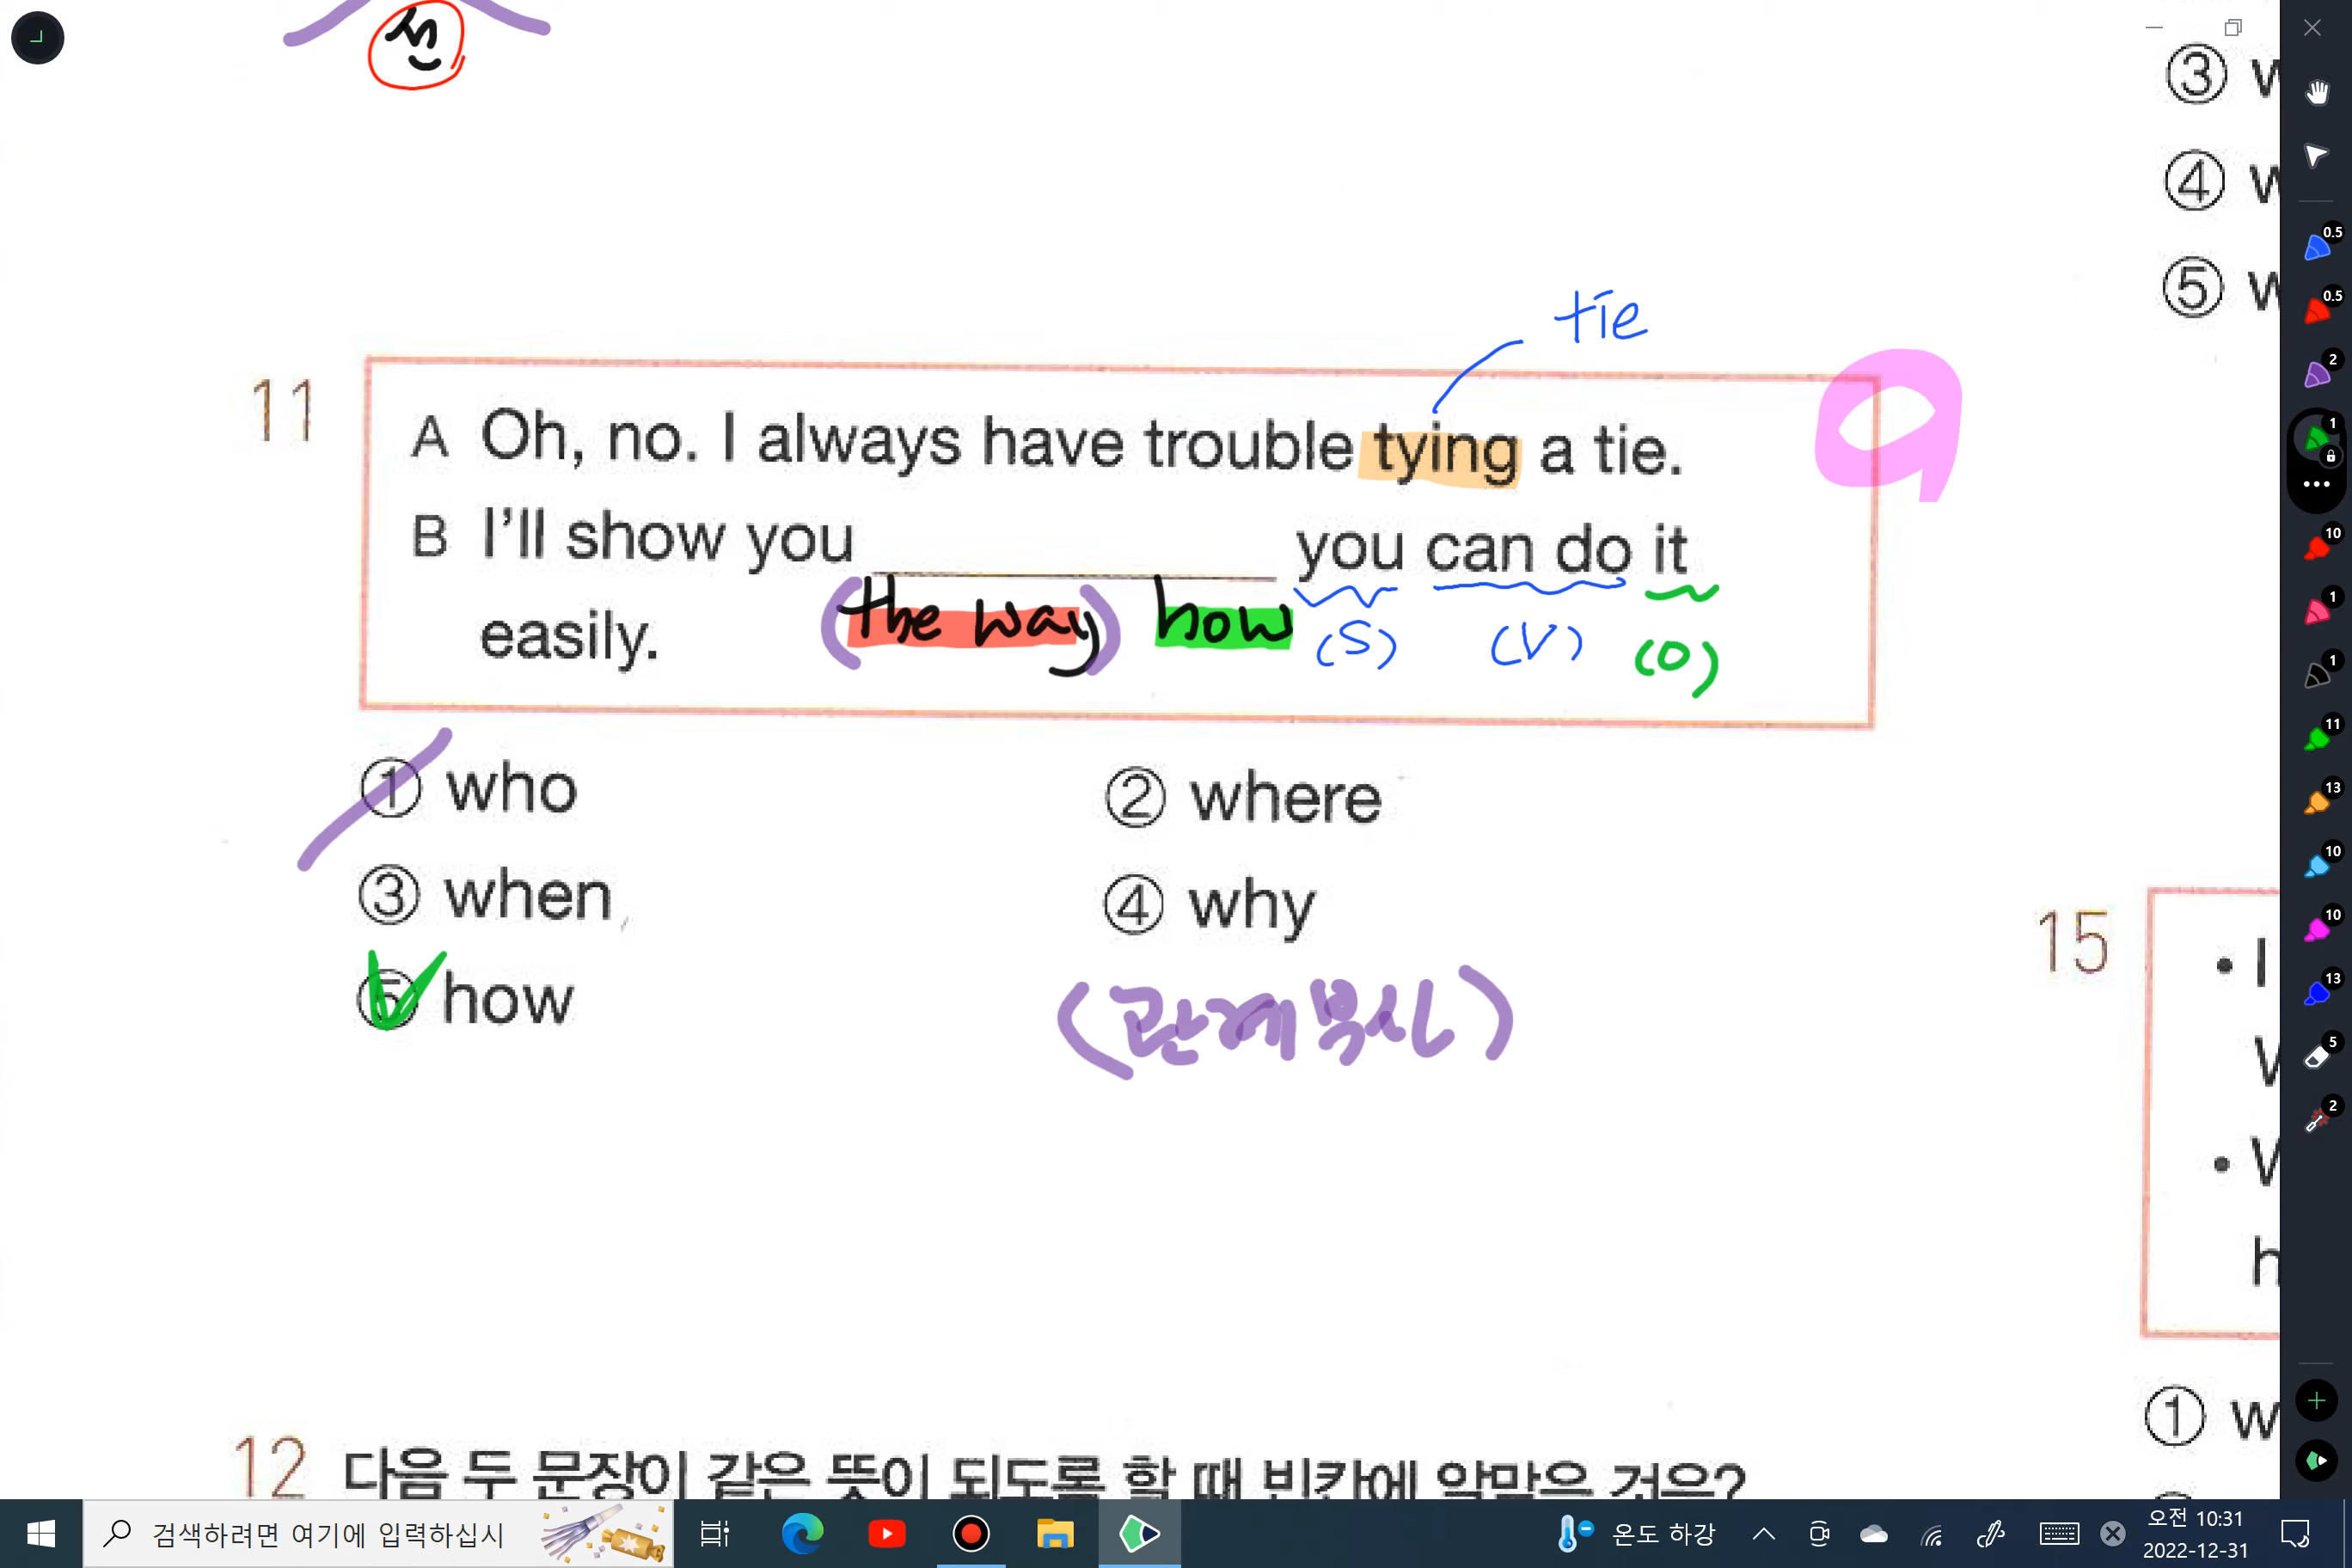 선
③ w
④ w
⑤ w
tie
11
A Oh, no. I always have trouble tying a tie.
B I'll show you ____________ you can do it
easily.
(the way) how (S) (V) (O)
① who
② where
③ when
④ why
⑤ how
(관계부사)
15
• I
W
• W
h
① w
12 다음 두 문장이 같은 뜻이 되도록 할 때 빈칸에 알맞은 것은?
0.5
0.5
2
1
10
1
1
11
13
10
10
13
5
2
검색하려면 여기에 입력하십시
온도 하강
오전 10:31
2022-12-31